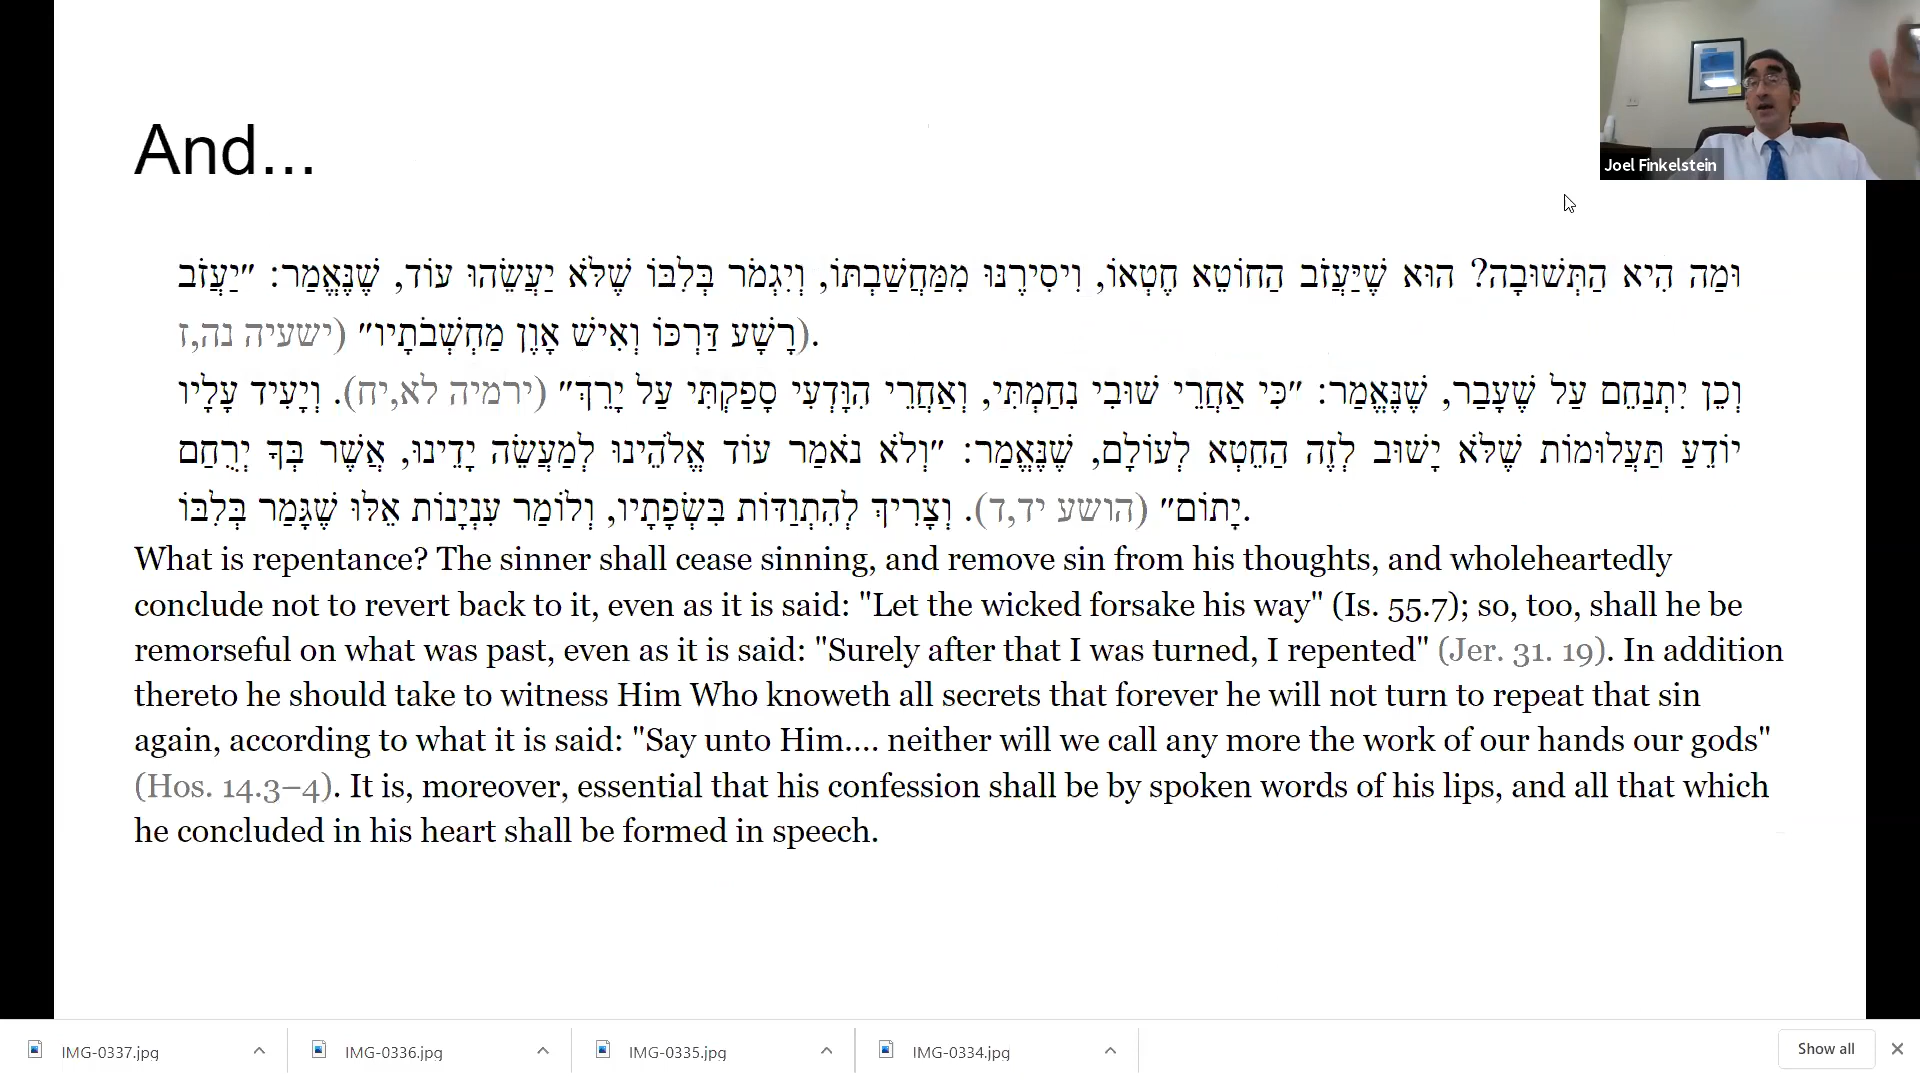 Joel Finkelstein
And...
וּמַה הִיא הַתְּשׁוּבָה? הוּא שֶׁיַּעֲזֹב הַחוֹטֵא חֶטְאוֹ, וִיסִירֶנּוּ מִמַּחֲשַׁבְתּוֹ, וְיִגְמֹר בְּלִבּוֹ שֶׁלֹּא יַעֲשֵׂהוּ עוֹד, שֶׁנֶּאֱמַר: ״יַעֲזֹב
רָשָׁע דַּרְכּוֹ וְאִישׁ אָוֶן מַחְשְׁבֹתָיו״ (ישעיה נה,ז).
וְכֵן יִתְנַחֵם עַל שֶׁעָבַר, שֶׁנֶּאֱמַר: ״כִּי אַחֲרֵי שׁוּבִי נִחַמְתִּי, וְאַחֲרֵי הִוָּדְעִי סָפַקְתִּי עַל יָרֵךְ״ (ירמיה לא,יח). וְיָעִיד עָלָיו
יוֹדֵעַ תַּעֲלוּמוֹת שֶׁלֹּא יָשׁוּב לְזֶה הַחֵטְא לְעוֹלָם, שֶׁנֶּאֱמַר: ״וְלֹא נֹאמַר עוֹד אֱלֹהֵינוּ לְמַעֲשֵׂה יָדֵינוּ, אֲשֶׁר בְּךָ יְרֻחַם
יָתוֹם״ (הושע יד,ד). וְצָרִיךְ לְהִתְוַדּוֹת בִּשְׂפָתָיו, וְלוֹמַר עִנְיָנוֹת אֵלּוּ שֶׁגָּמַר בְּלִבּוֹ.
What is repentance? The sinner shall cease sinning, and remove sin from his thoughts, and wholeheartedly
conclude not to revert back to it, even as it is said: "Let the wicked forsake his way" (Is. 55.7); so, too, shall he be
remorseful on what was past, even as it is said: "Surely after that I was turned, I repented" (Jer. 31. 19). In addition
thereto he should take to witness Him Who knoweth all secrets that forever he will not turn to repeat that sin
again, according to what it is said: "Say unto Him.... neither will we call any more the work of our hands our gods"
(Hos. 14.3–4). It is, moreover, essential that his confession shall be by spoken words of his lips, and all that which
he concluded in his heart shall be formed in speech.
IMG-0337.jpg
IMG-0336.jpg
IMG-0335.jpg
IMG-0334.jpg
Show all